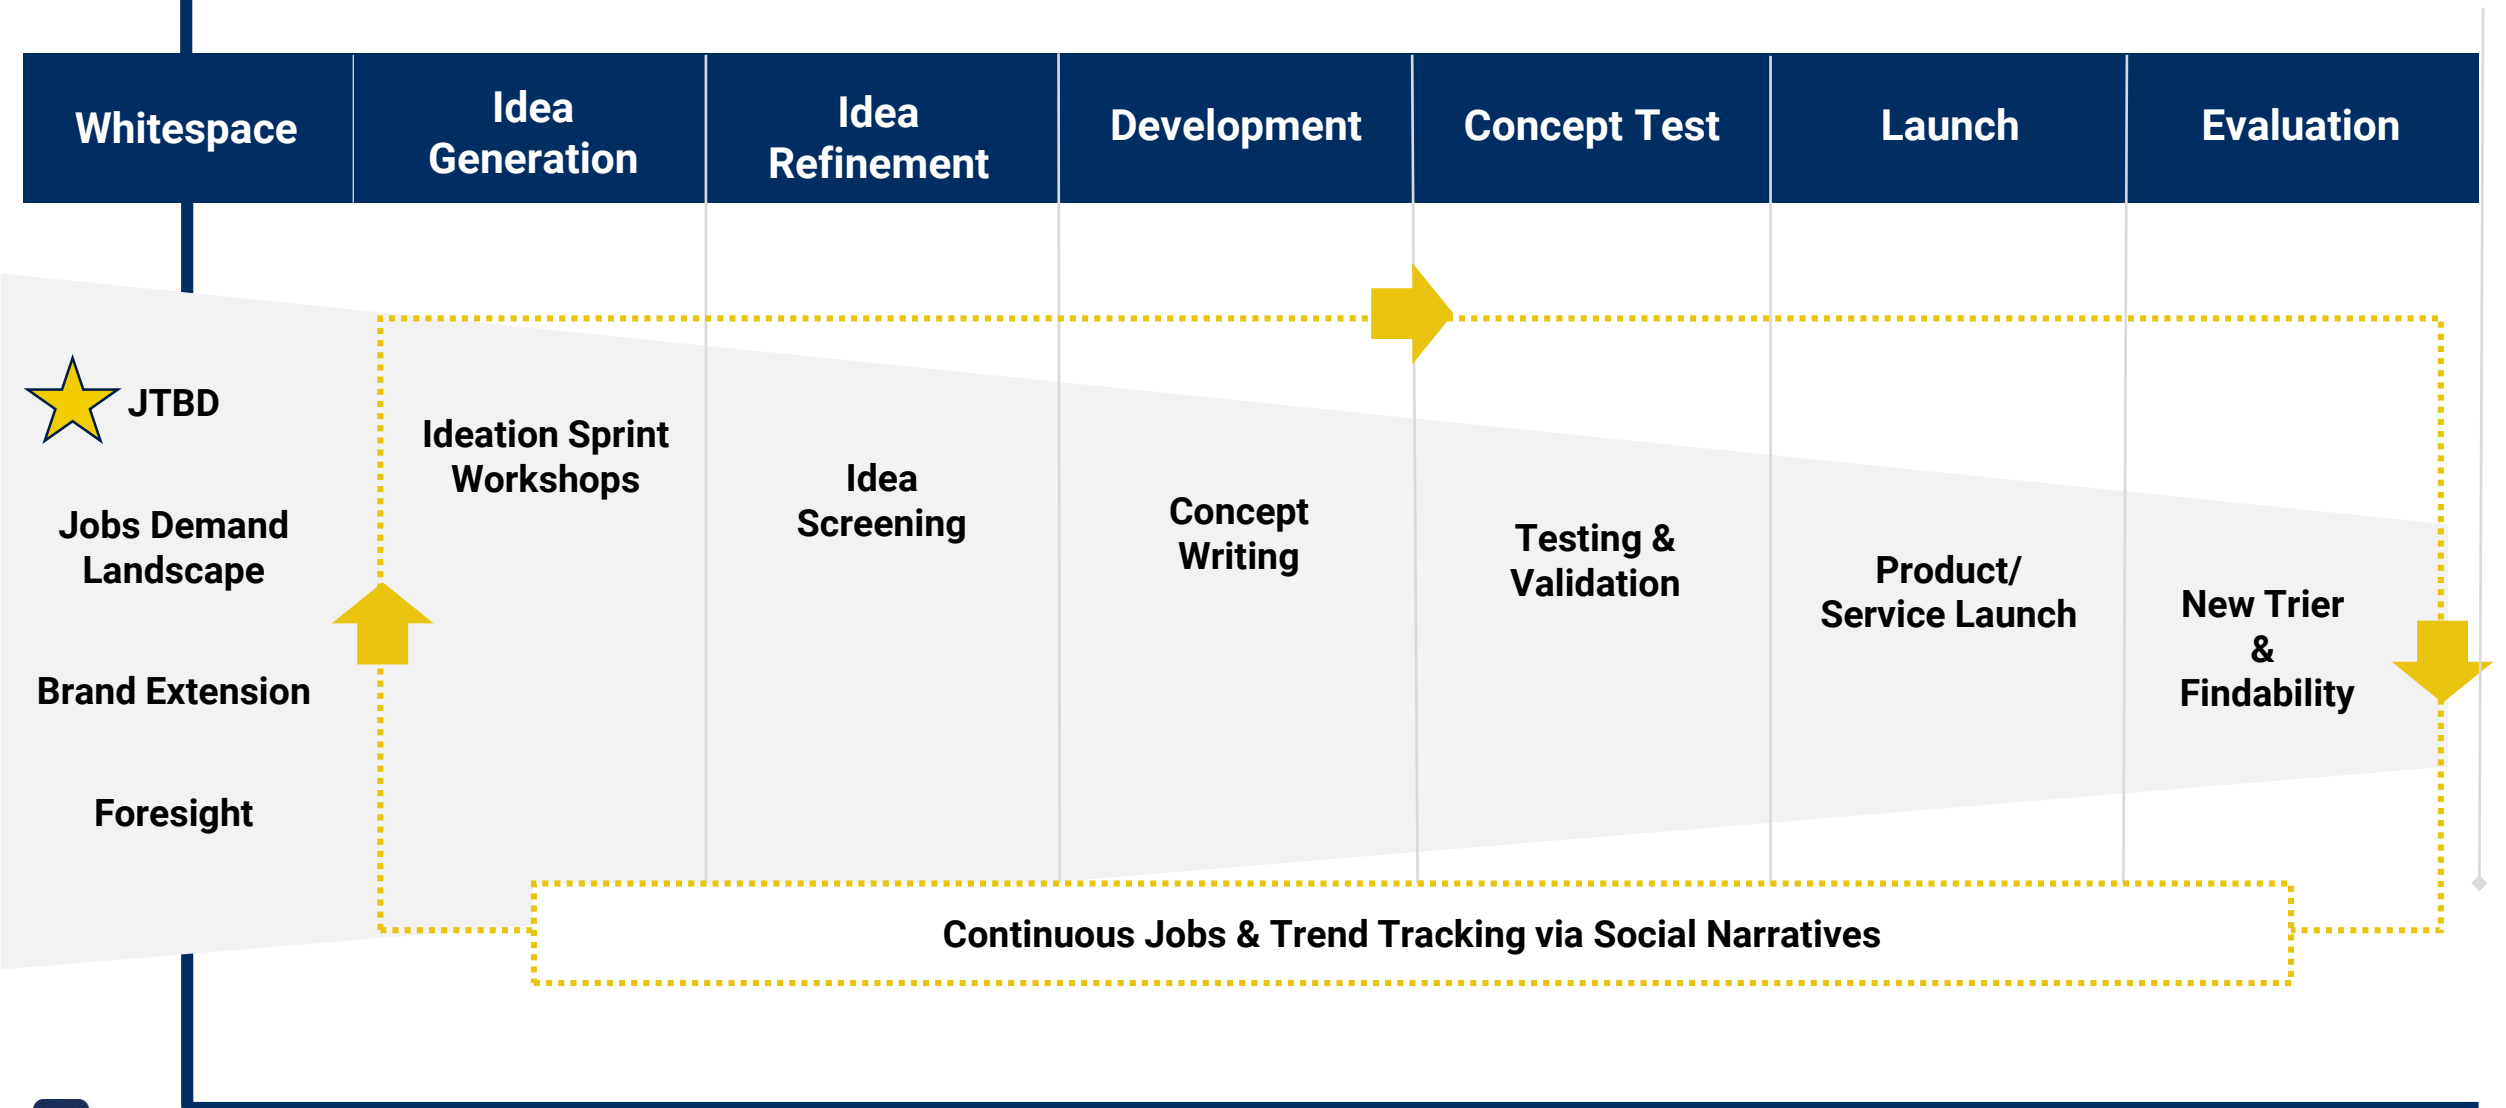 Whitespace
Idea
Generation
Idea
Refinement
Development
Concept Test
Launch
Evaluation
JTBD
Jobs Demand
Landscape
Brand Extension
Foresight
Ideation Sprint
Workshops
Idea
Screening
Concept
Writing
Testing &
Validation
Product/
Service Launch
New Trier
&
Findability
Continuous Jobs & Trend Tracking via Social Narratives